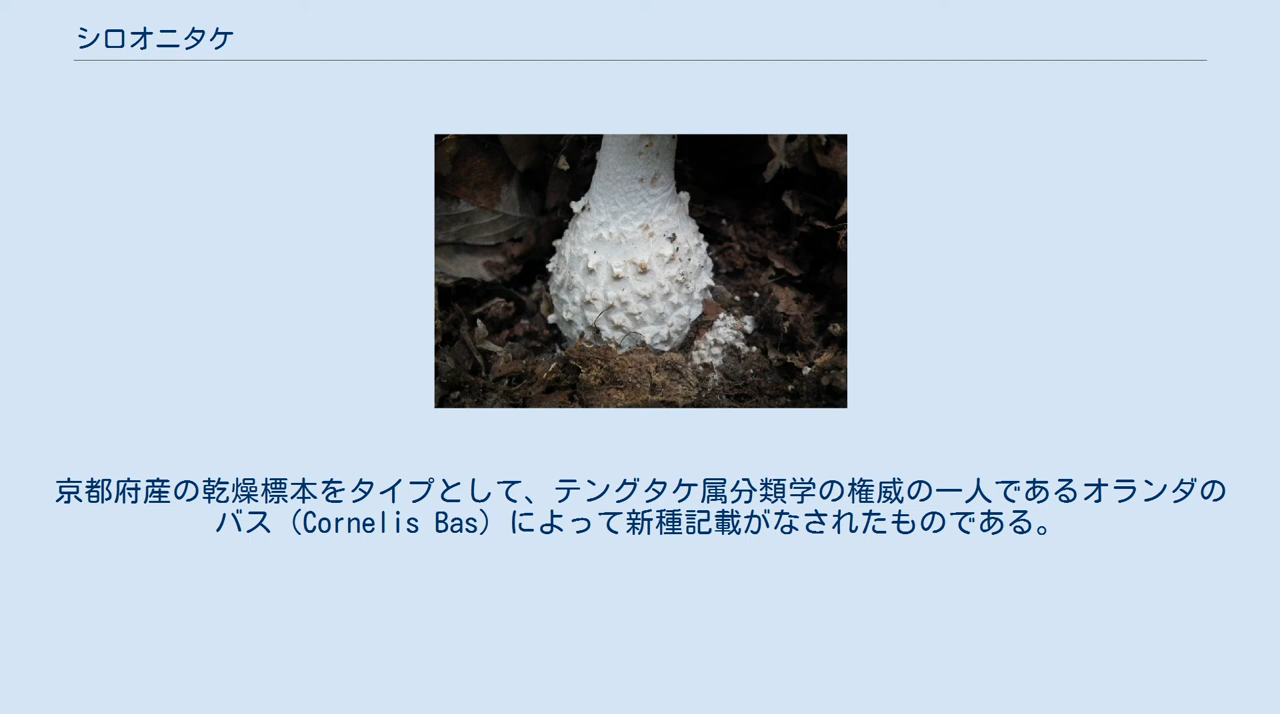 シロオニタケ
京都府産の乾燥標本をタイプとして、テングタケ属分類学の権威の一人であるオランダの
バス（Cornelis Bas）によって新種記載がなされたものである。